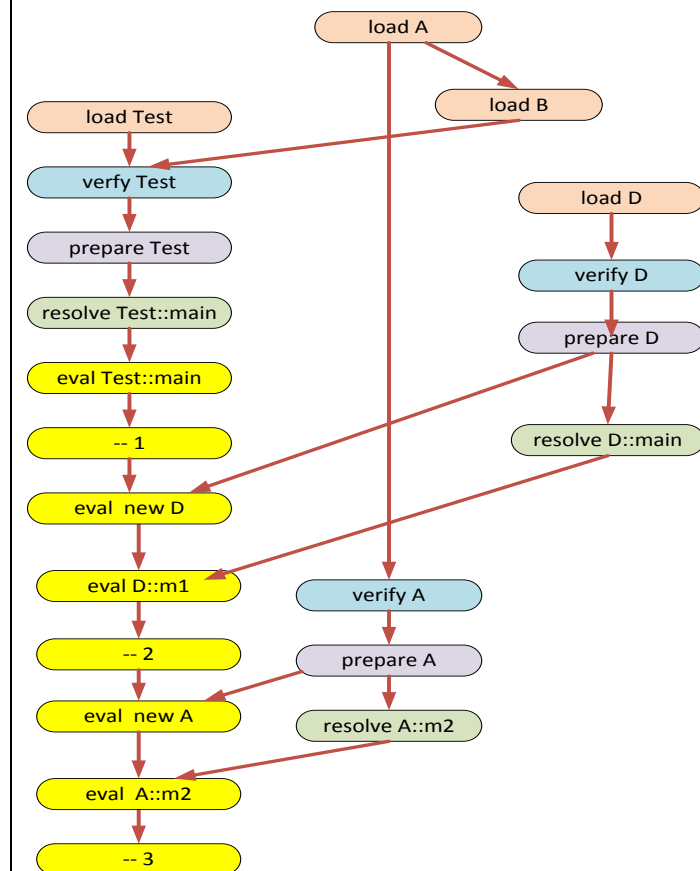 load A
load B
load Test
verfy Test
load D
prepare Test
verify D
resolve Test::main
prepare D
eval Test::main
-- 1
resolve D::main
eval  new D
eval D::m1
verify A
-- 2
prepare A
eval  new A
resolve A::m2
eval  A::m2
-- 3